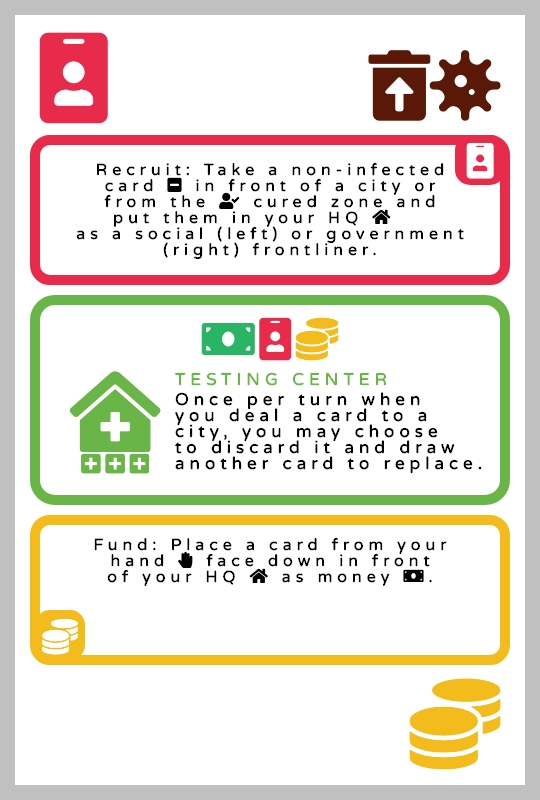 Recruit: Take a non-infected
card in front of a city or
from the cured zone and
put them in your HQ
as a social (left) or government
(right) frontliner.
TESTING CENTER
Once per turn when
you deal a card to a
city, you may choose
to discard it and draw
another card to replace.
Fund: Place a card from your
hand face down in front
of your HQ as money .